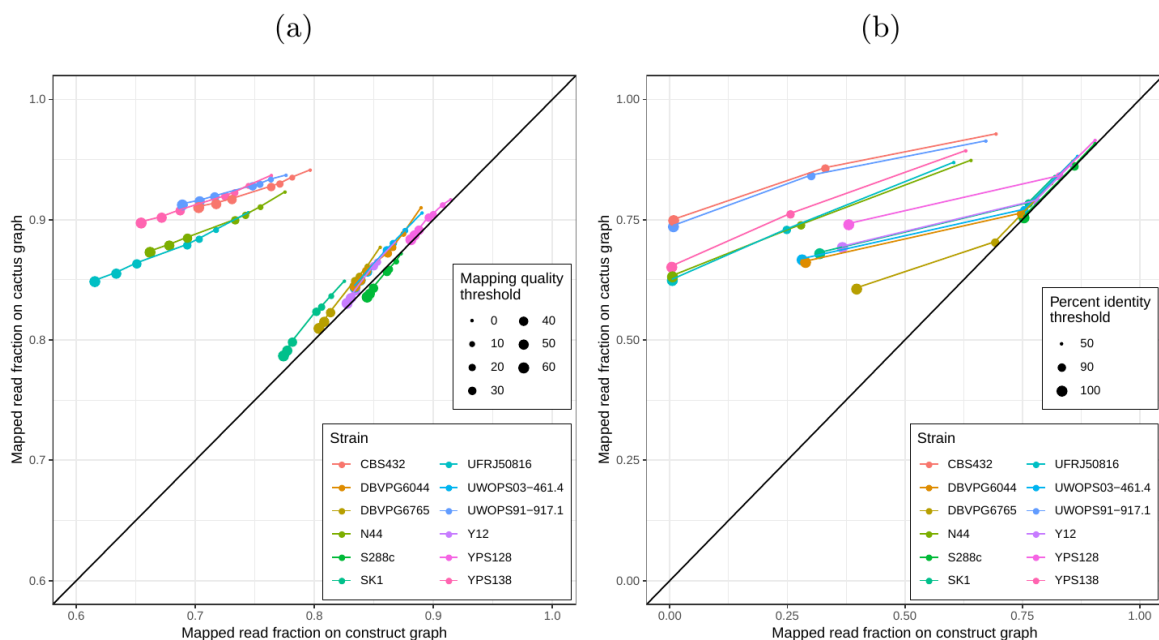 (a)
(b)
Mapped read fraction on cactus graph
1.0
0.9
0.8
0.7
0.6
0.6
0.7
0.8
0.9
1.0
Mapped read fraction on construct graph
Mapping quality
threshold
0
40
10
50
20
60
30
Strain
CBS432
UFRJ50816
DBVPG6044
UWOPS03−461.4
DBVPG6765
UWOPS91−917.1
N44
Y12
S288c
YPS128
SK1
YPS138
Mapped read fraction on cactus graph
1.00
0.75
0.50
0.25
0.00
0.00
0.25
0.50
0.75
1.00
Mapped read fraction on construct graph
Percent identity
threshold
50
90
100
Strain
CBS432
UFRJ50816
DBVPG6044
UWOPS03−461.4
DBVPG6765
UWOPS91−917.1
N44
Y12
S288c
YPS128
SK1
YPS138